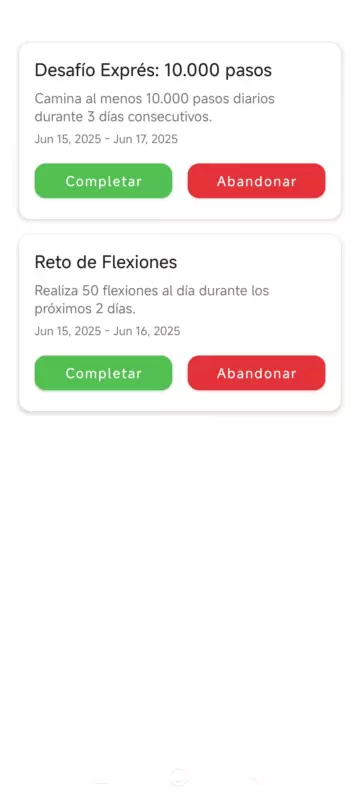 Desafío Exprés: 10.000 pasos
Camina al menos 10.000 pasos diarios
durante 3 días consecutivos.
Jun 15, 2025 - Jun 17, 2025
Completar Abandonar
Reto de Flexiones
Realiza 50 flexiones al día durante los
próximos 2 días.
Jun 15, 2025 - Jun 16, 2025
Completar Abandonar